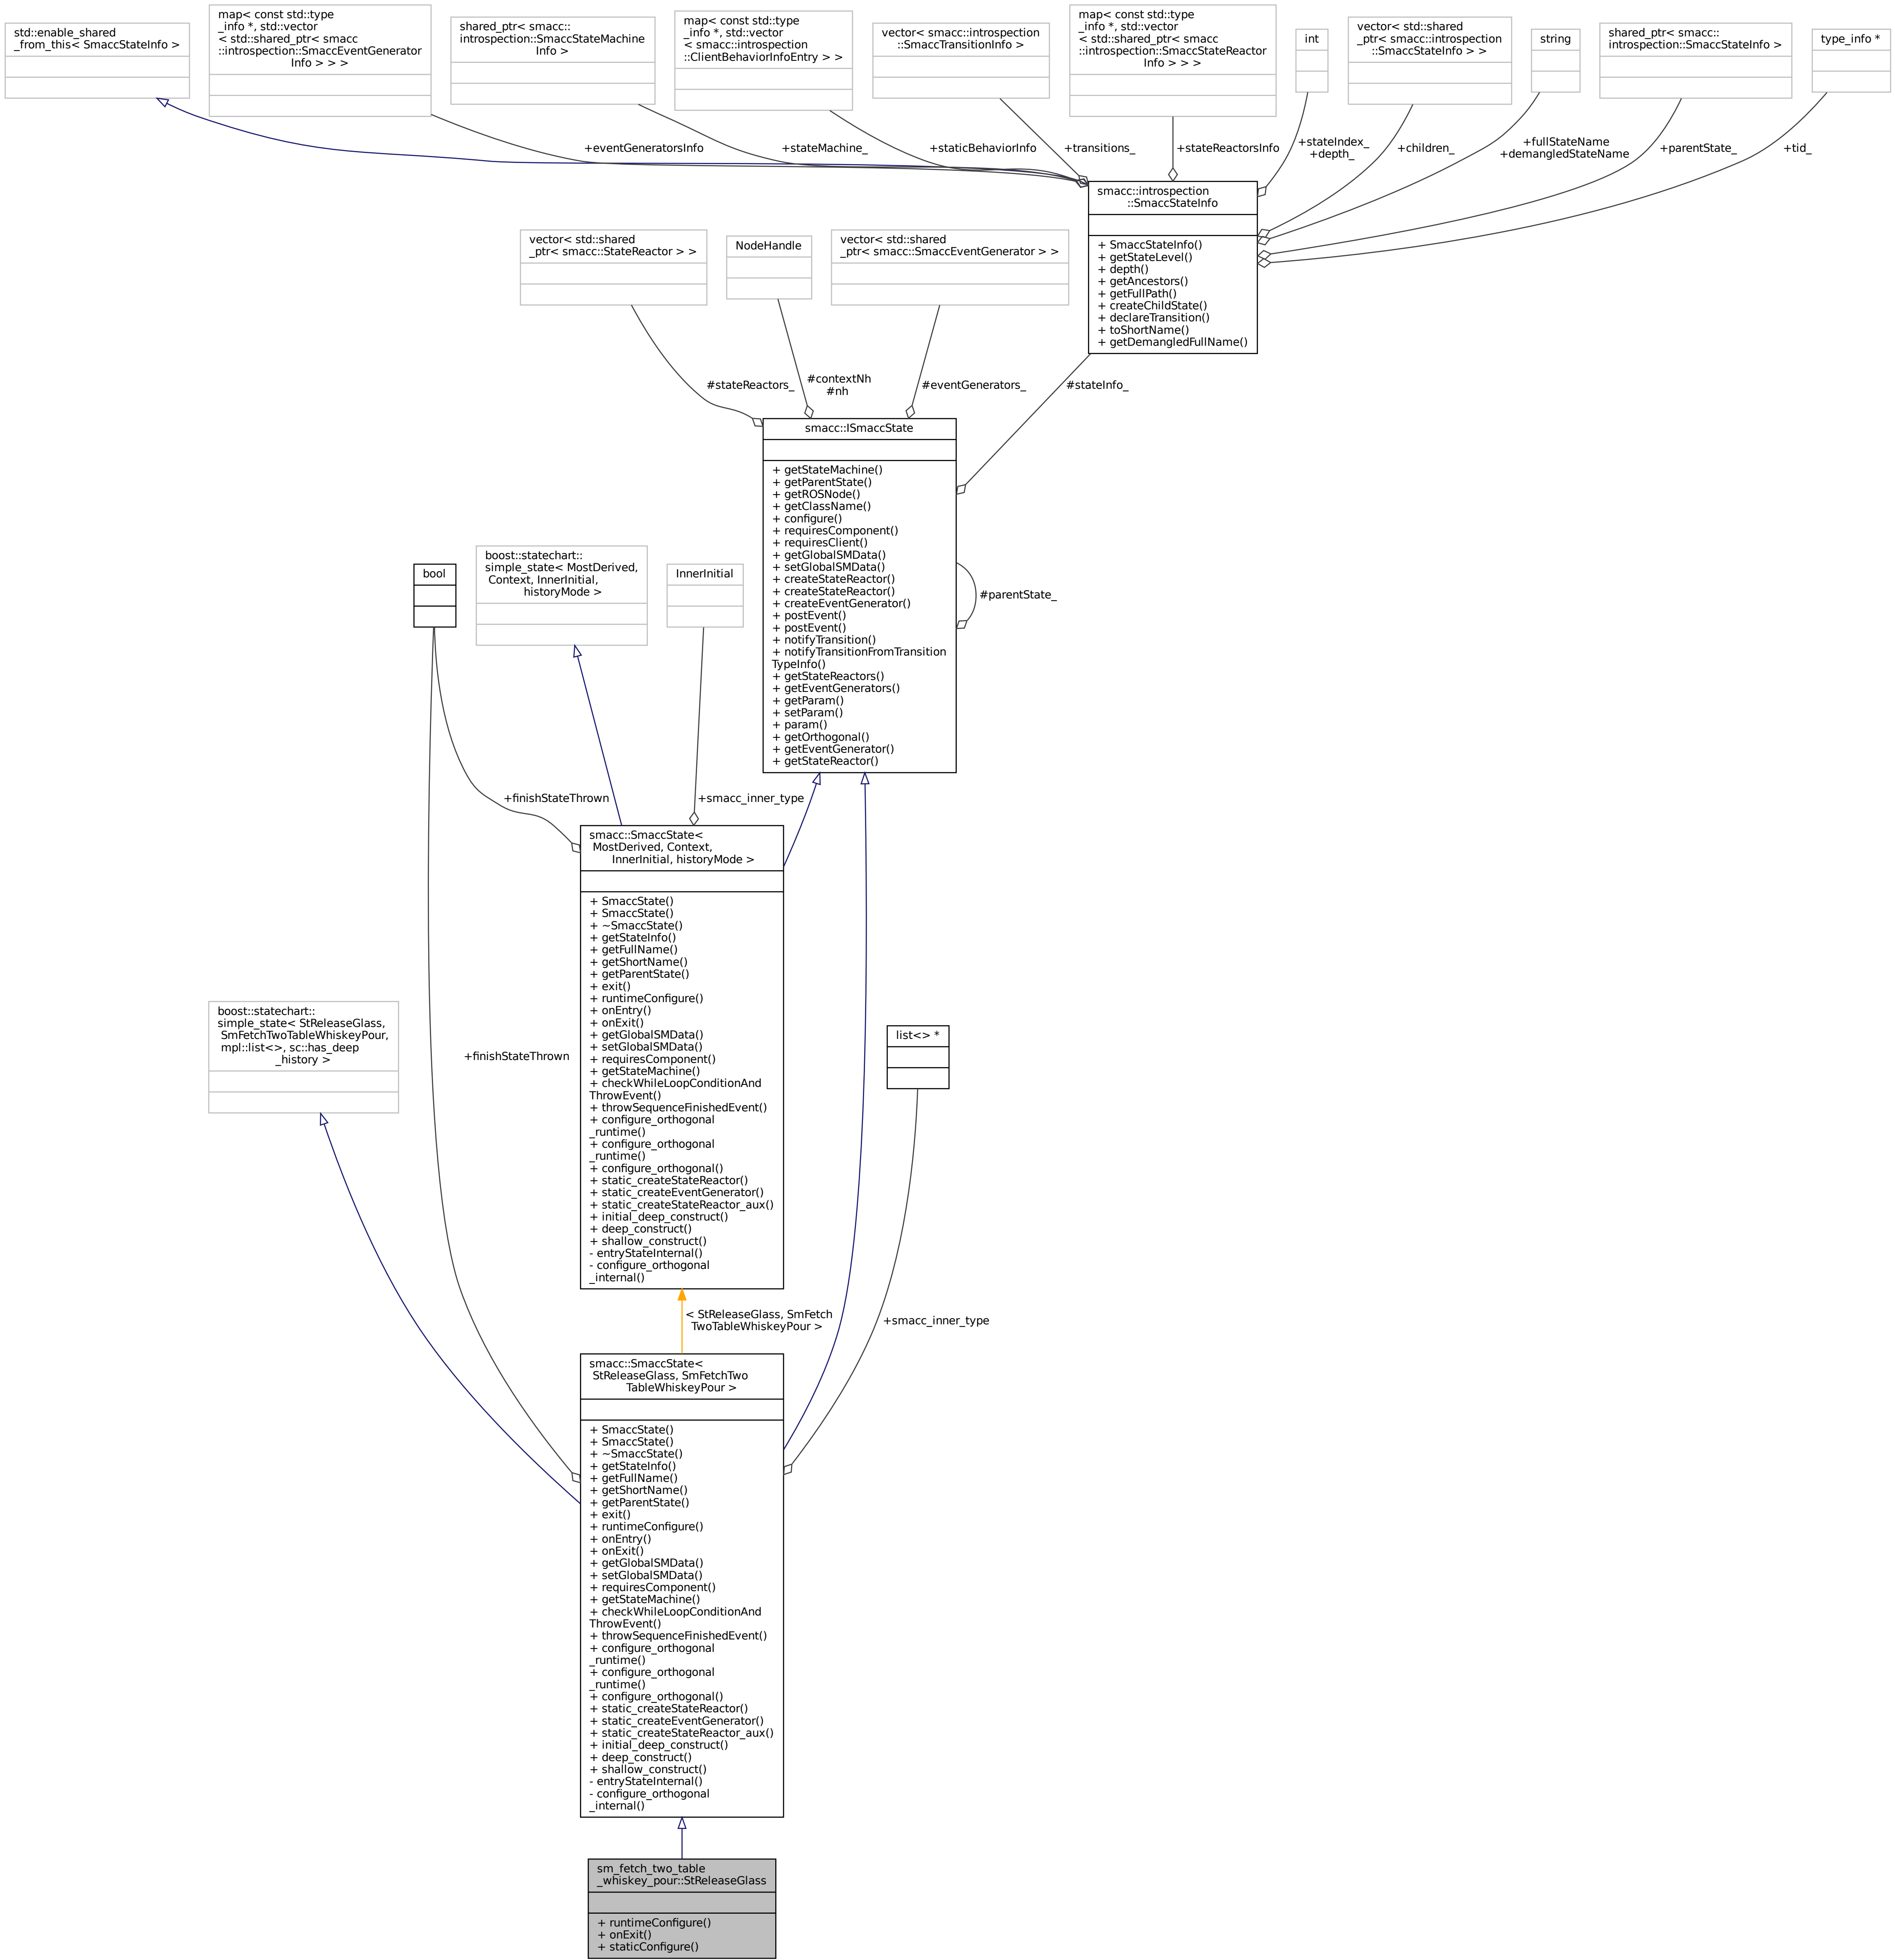 std::enable_shared
_from_this< SmaccStateInfo >
map< const std::type
_info *, std::vector
< std::shared_ptr< smacc
::introspection::SmaccEventGenerator
Info > > >
shared_ptr< smacc::
introspection::SmaccStateMachine
Info >
map< const std::type
_info *, std::vector
< smacc::introspection
::ClientBehaviorInfoEntry > >
vector< smacc::introspection
::SmaccTransitionInfo >
map< const std::type
_info *, std::vector
< std::shared_ptr< smacc
::introspection::SmaccStateReactor
Info > > >
int
vector< std::shared
_ptr< smacc::introspection
::SmaccStateInfo > >
string
shared_ptr< smacc::
introspection::SmaccStateInfo >
type_info *
+eventGeneratorsInfo
+stateMachine_
+staticBehaviorInfo
+transitions_
+stateReactorsInfo
+stateIndex_
+depth_
+children_
+fullStateName
+demangledStateName
+parentState_
+tid_
smacc::introspection
::SmaccStateInfo
+ SmaccStateInfo()
+ getStateLevel()
+ depth()
+ getAncestors()
+ getFullPath()
+ createChildState()
+ declareTransition()
+ toShortName()
+ getDemangledFullName()
vector< std::shared
_ptr< smacc::StateReactor > >
NodeHandle
vector< std::shared
_ptr< smacc::SmaccEventGenerator > >
#stateReactors_
#contextNh
#nh
#eventGenerators_
#stateInfo_
smacc::ISmaccState
+ getStateMachine()
+ getParentState()
+ getROSNode()
+ getClassName()
+ configure()
+ requiresComponent()
+ requiresClient()
+ getGlobalSMData()
+ setGlobalSMData()
+ createStateReactor()
+ createStateReactor()
+ createEventGenerator()
+ postEvent()
+ postEvent()
+ notifyTransition()
+ notifyTransitionFromTransition
TypeInfo()
+ getStateReactors()
+ getEventGenerators()
+ getParam()
+ setParam()
+ param()
+ getOrthogonal()
+ getEventGenerator()
+ getStateReactor()
#parentState_
bool
boost::statechart::
simple_state< MostDerived,
Context, InnerInitial,
historyMode >
InnerInitial
+finishStateThrown
+smacc_inner_type
smacc::SmaccState<
MostDerived, Context,
InnerInitial, historyMode >
+ SmaccState()
+ SmaccState()
+ ~SmaccState()
+ getStateInfo()
+ getFullName()
+ getShortName()
+ getParentState()
+ exit()
+ runtimeConfigure()
+ onEntry()
+ onExit()
+ getGlobalSMData()
+ setGlobalSMData()
+ requiresComponent()
+ getStateMachine()
+ checkWhileLoopConditionAnd
ThrowEvent()
+ throwSequenceFinishedEvent()
+ configure_orthogonal
_runtime()
+ configure_orthogonal
_runtime()
+ configure_orthogonal()
+ static_createStateReactor()
+ static_createEventGenerator()
+ static_createStateReactor_aux()
+ initial_deep_construct()
+ deep_construct()
+ shallow_construct()
- entryStateInternal()
- configure_orthogonal
_internal()
boost::statechart::
simple_state< StReleaseGlass,
SmFetchTwoTableWhiskeyPour,
mpl::list<>, sc::has_deep
_history >
+finishStateThrown
list<> *
< StReleaseGlass, SmFetch
TwoTableWhiskeyPour >
+smacc_inner_type
smacc::SmaccState<
StReleaseGlass, SmFetchTwo
TableWhiskeyPour >
+ SmaccState()
+ SmaccState()
+ ~SmaccState()
+ getStateInfo()
+ getFullName()
+ getShortName()
+ getParentState()
+ exit()
+ runtimeConfigure()
+ onEntry()
+ onExit()
+ getGlobalSMData()
+ setGlobalSMData()
+ requiresComponent()
+ getStateMachine()
+ checkWhileLoopConditionAnd
ThrowEvent()
+ throwSequenceFinishedEvent()
+ configure_orthogonal
_runtime()
+ configure_orthogonal
_runtime()
+ configure_orthogonal()
+ static_createStateReactor()
+ static_createEventGenerator()
+ static_createStateReactor_aux()
+ initial_deep_construct()
+ deep_construct()
+ shallow_construct()
- entryStateInternal()
- configure_orthogonal
_internal()
sm_fetch_two_table
_whiskey_pour::StReleaseGlass
+ runtimeConfigure()
+ onExit()
+ staticConfigure()